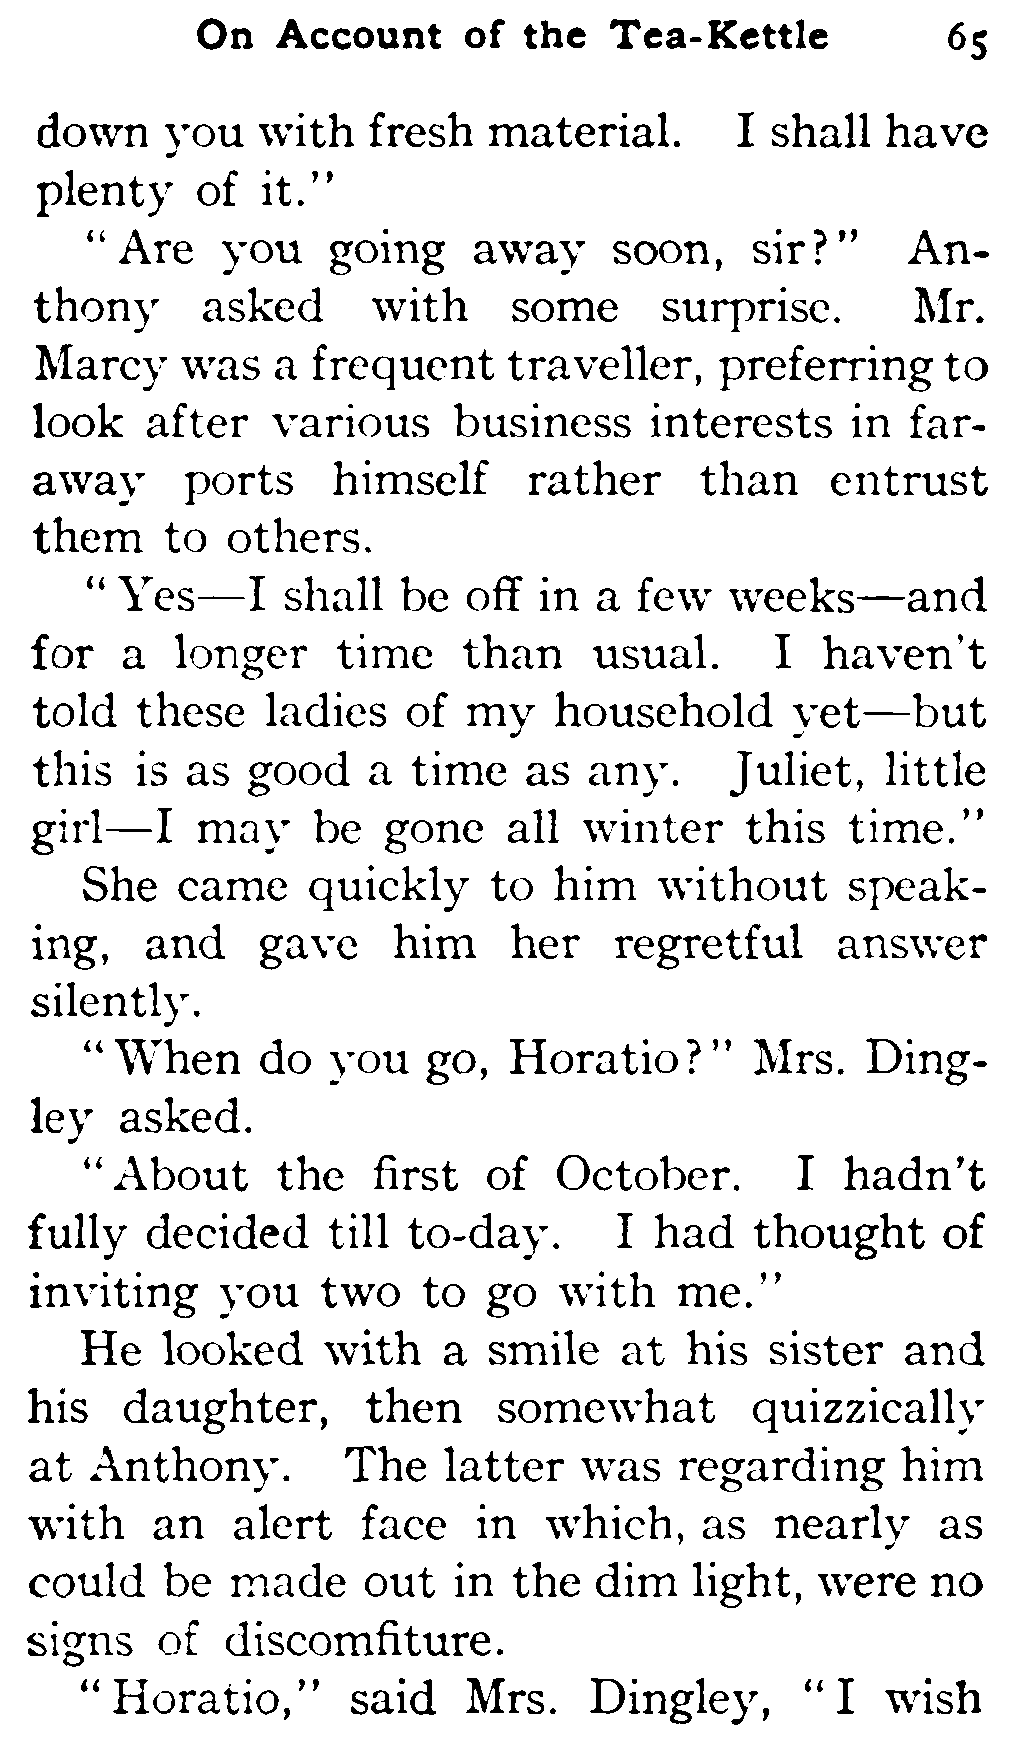 On Account of the Tea-Kettle 65
down you with fresh material. I shall have
plenty of it."
"Are you going away soon, sir?" An-
thony asked with some surprise. Mr.
Marcy was a frequent traveller, preferring to
look after various business interests in far-
away ports himself rather than entrust
them to others.
"Yes—I shall be off in a few weeks—and
for a longer time than usual. I haven't
told these ladies of my household yet—but
this is as good a time as any. Juliet, little
girl—I may be gone all winter this time."
She came quickly to him without speak-
ing, and gave him her regretful answer
silently.
"When do you go, Horatio?" Mrs. Ding-
ley asked.
"About the first of October. I hadn't
fully decided till to-day. I had thought of
inviting you two to go with me."
He looked with a smile at his sister and
his daughter, then somewhat quizzically
at Anthony. The latter was regarding him
with an alert face in which, as nearly as
could be made out in the dim light, were no
signs of discomfiture.
"Horatio," said Mrs. Dingley, "I wish